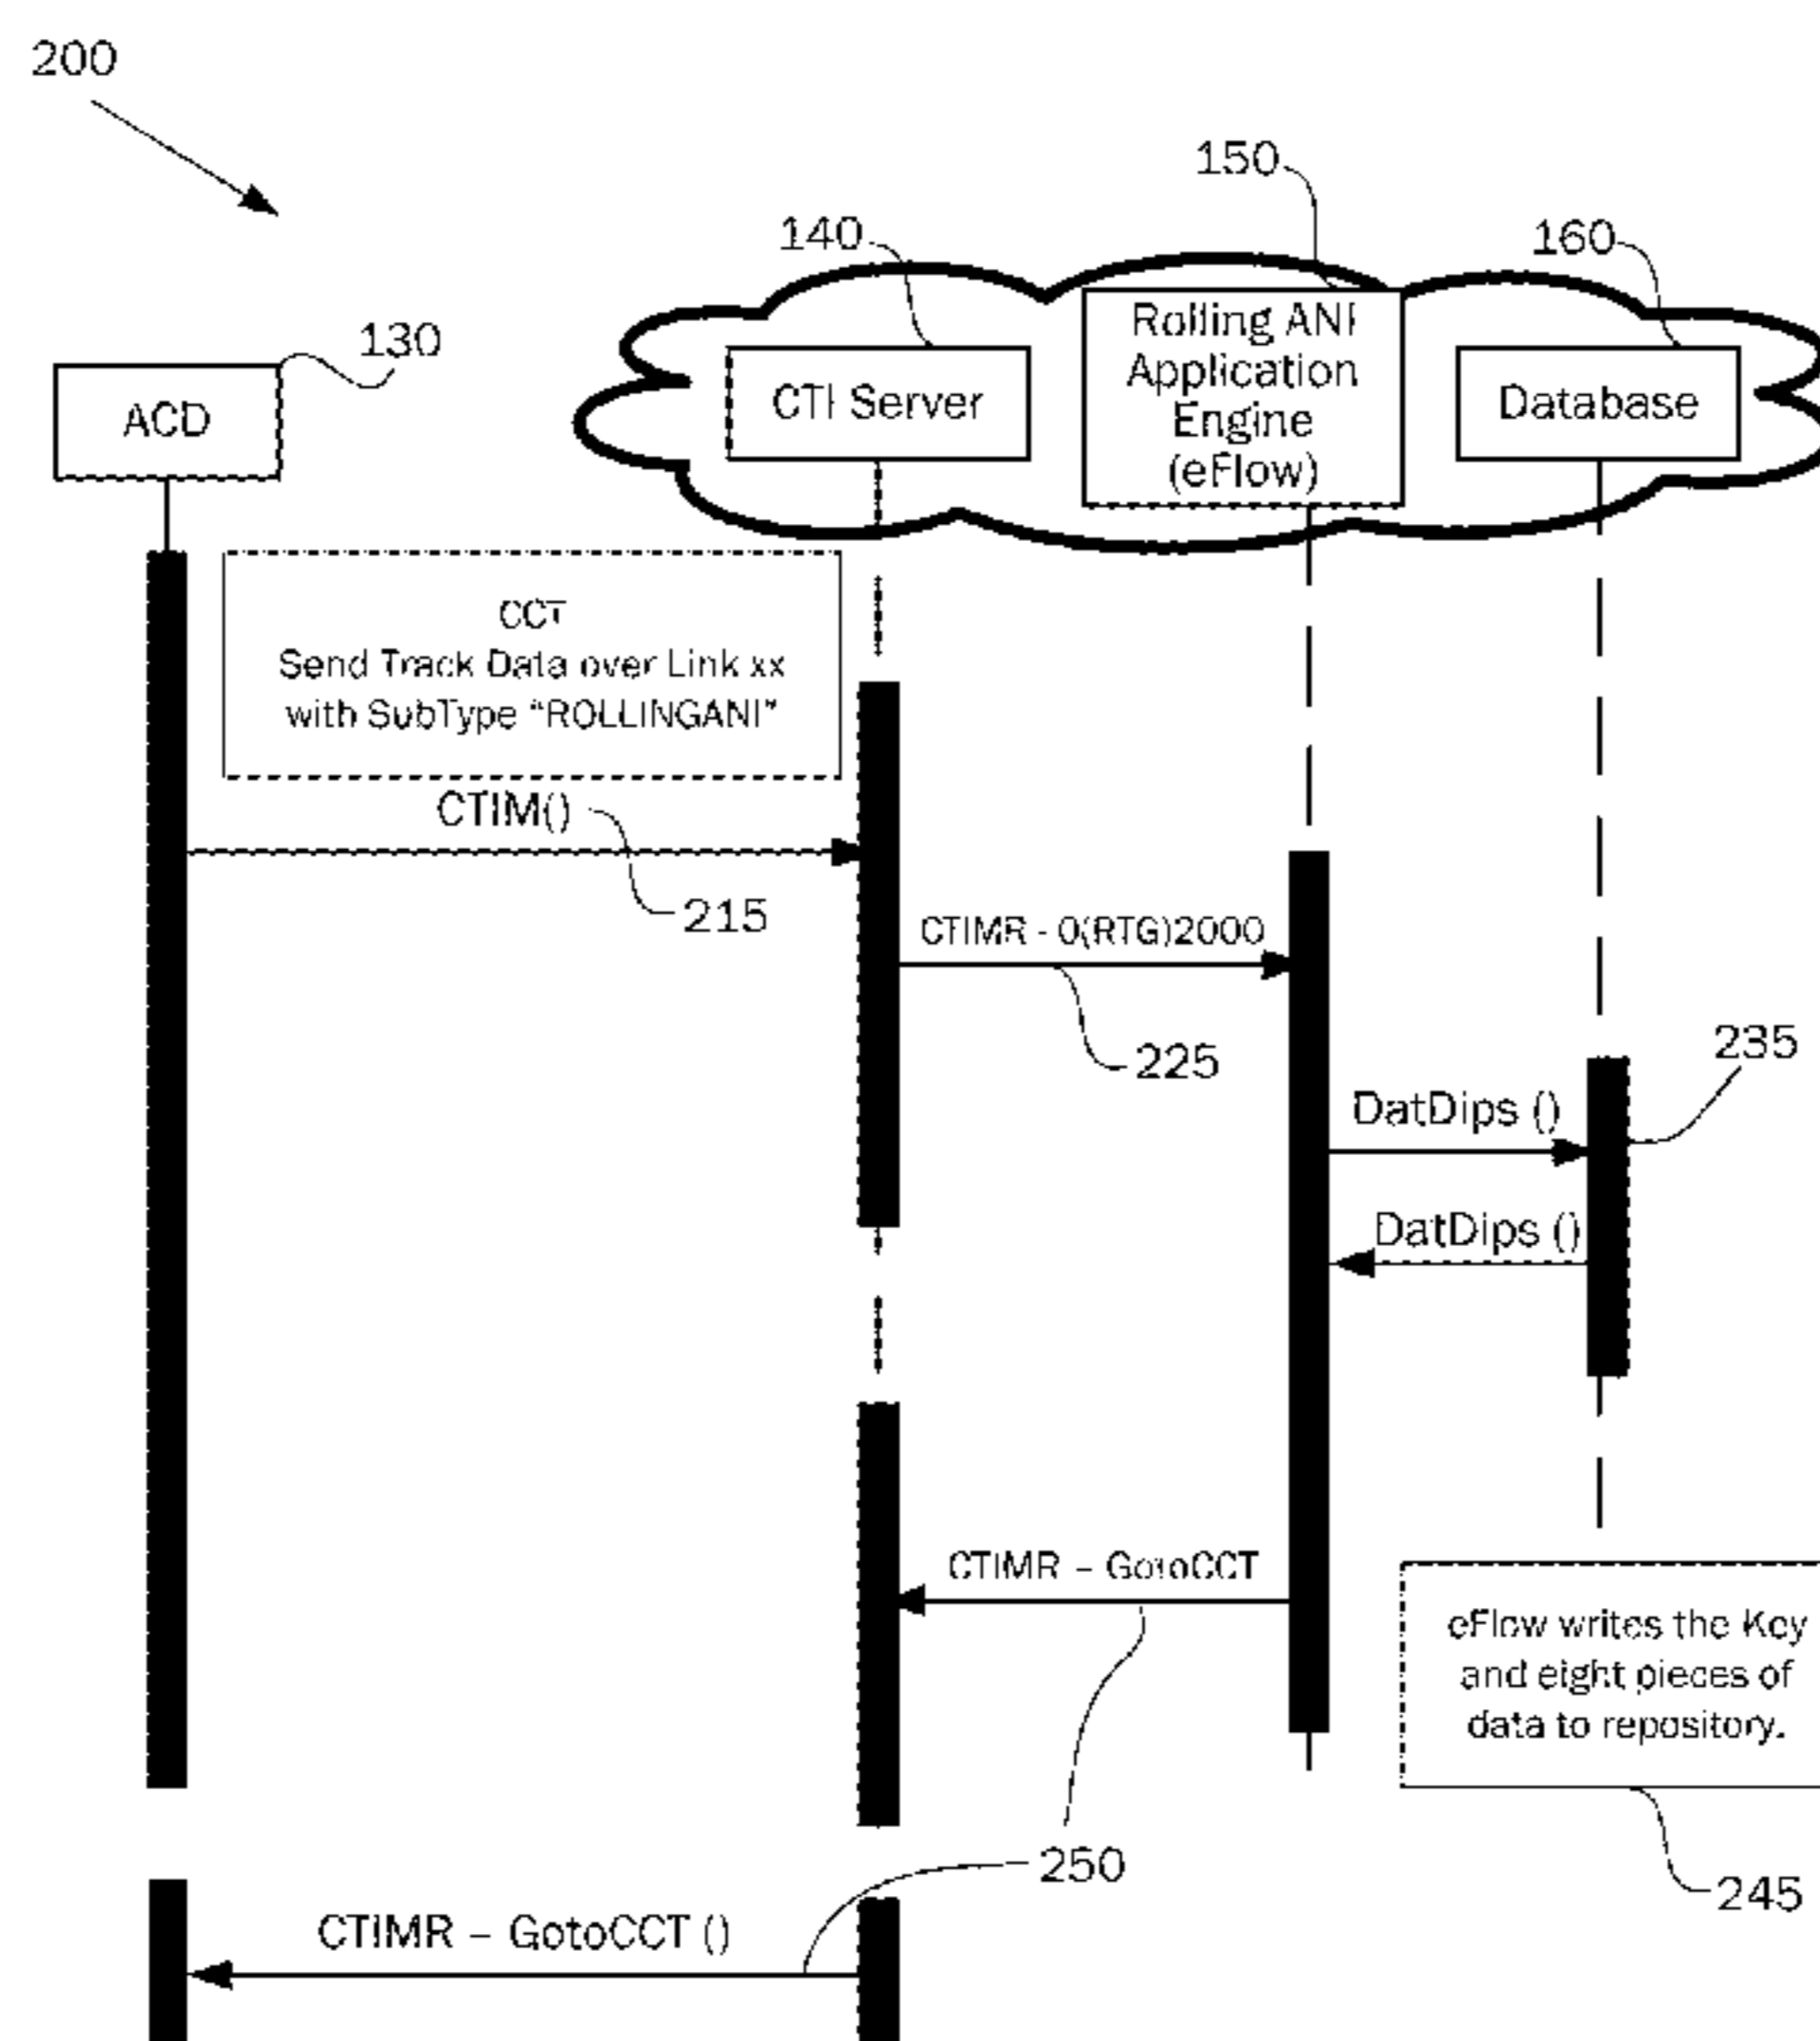 200
150
140
160
130
ACD
CTI Server
Rolling ANI
Application
Engine
(eFlow)
Database
CCT
Send Track Data over Link xx
with SubType “ROLLINGANI”
CTIM()
215
CTIMR - 0(RTG)2000
225
235
DatDips ()
DatDips ()
CTIMR – GotoCCT
eFlow writes the Key
and eight pieces of
data to repository.
250
245
CTIMR – GotoCCT ()